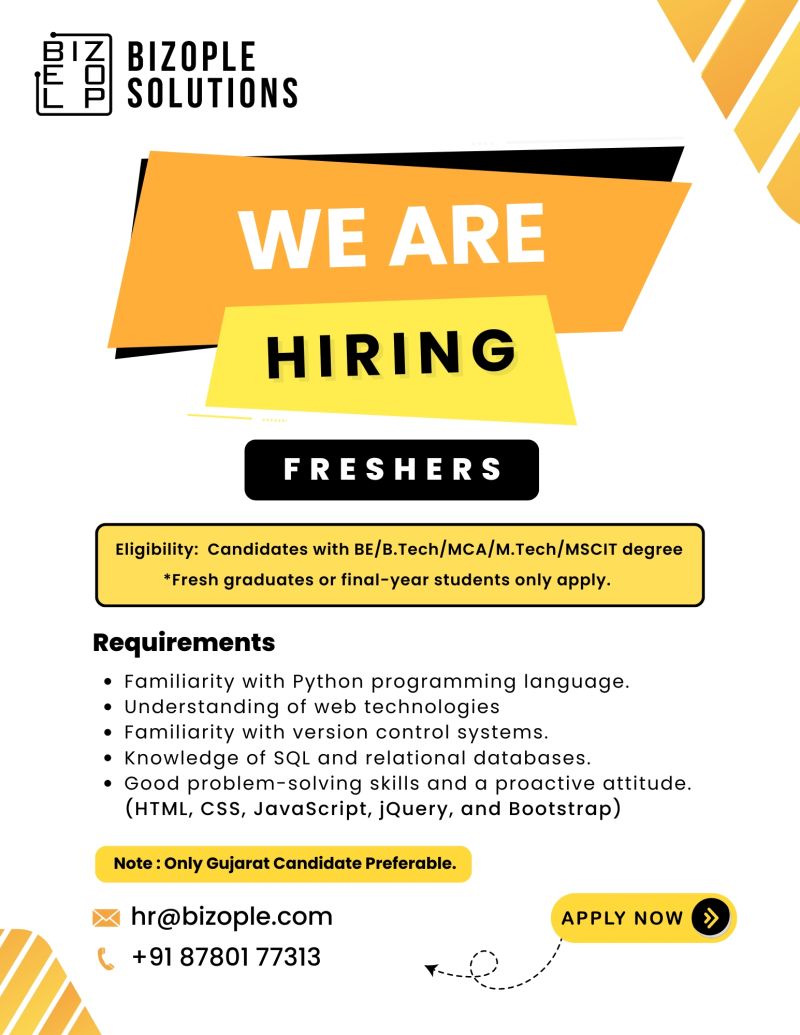 BIZ
E O
L P
BIZOPLE
SOLUTIONS
WE ARE
HIRING
FRESHERS
Eligibility: Candidates with BE/B.Tech/MCA/M.Tech/MSCIT degree
*Fresh graduates or final-year students only apply.
Requirements
• Familiarity with Python programming language.
• Understanding of web technologies
• Familiarity with version control systems.
• Knowledge of SQL and relational databases.
• Good problem-solving skills and a proactive attitude.
(HTML, CSS, JavaScript, jQuery, and Bootstrap)
Note : Only Gujarat Candidate Preferable.
hr@bizople.com
APPLY NOW
+91 87801 77313